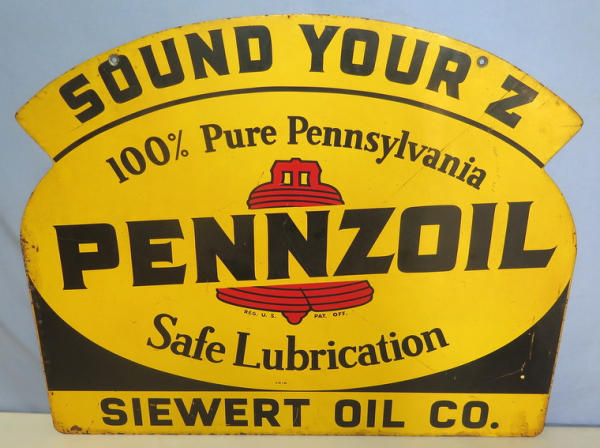 SOUND YOUR Z
100% Pure Pennsylvania
PENNZOIL
REG. U. S. PAT. OFF.
Safe Lubrication
SIEWERT OIL CO.